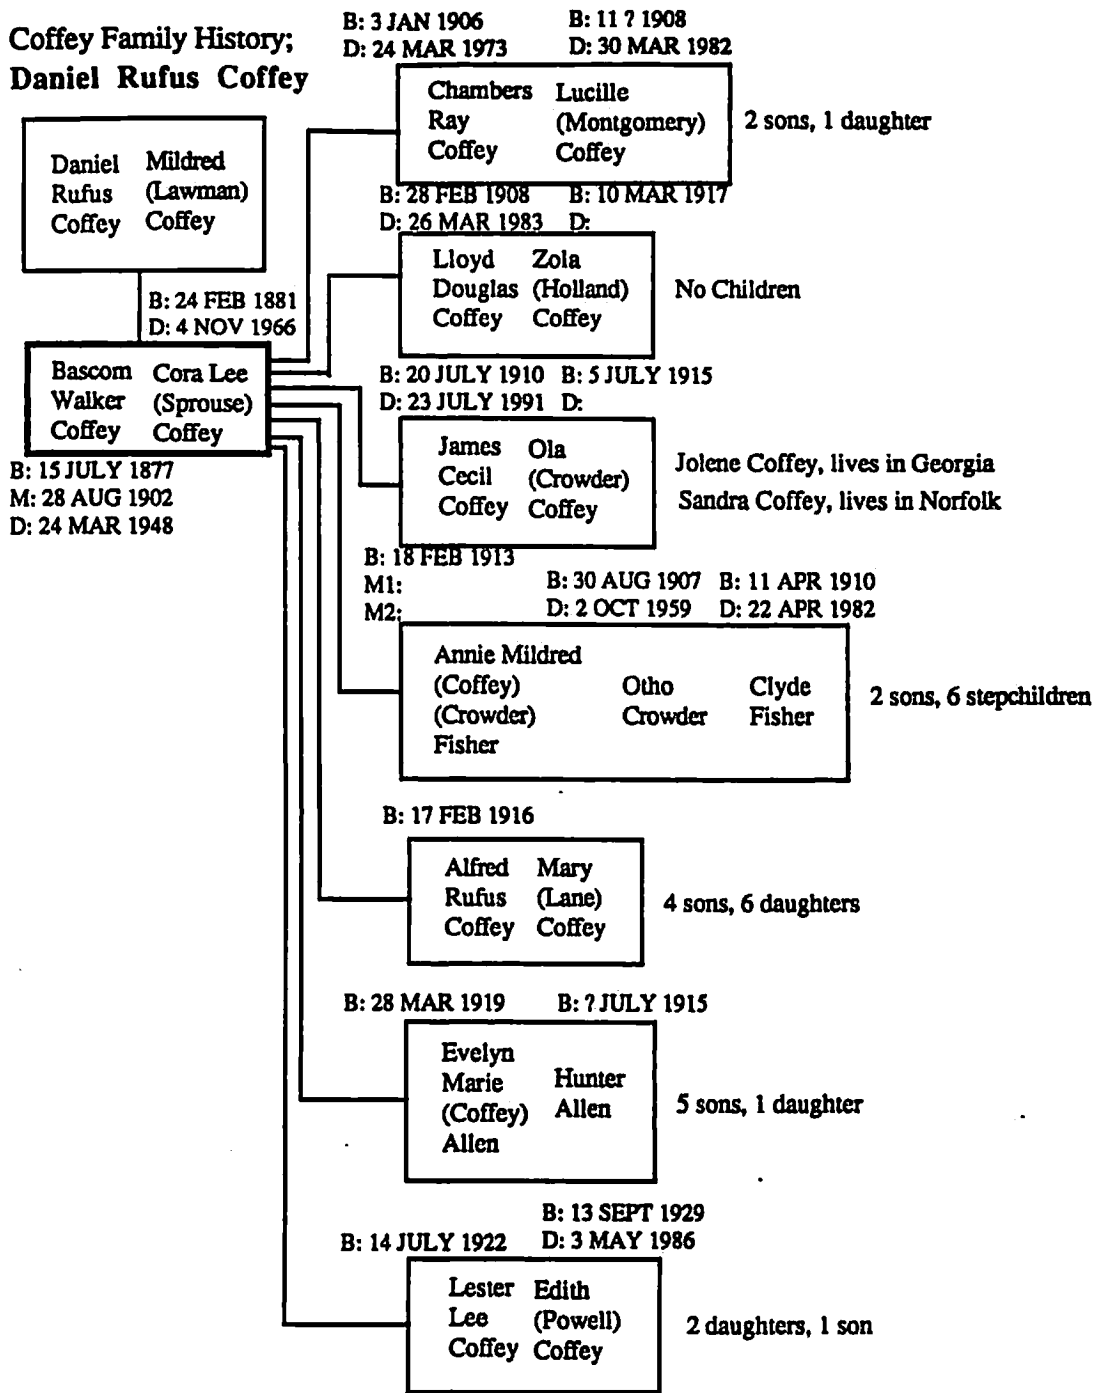 Coffey Family History;
Daniel Rufus Coffey
Daniel Mildred
Rufus (Lawman)
Coffey Coffey
B: 24 FEB 1881
D: 4 NOV 1966
Bascom Cora Lee
Walker (Sprouse)
Coffey Coffey
B: 15 JULY 1877
M: 28 AUG 1902
D: 24 MAR 1948
B: 3 JAN 1906 B: 11 ? 1908
D: 24 MAR 1973 D: 30 MAR 1982
Chambers Lucille
Ray (Montgomery)
Coffey Coffey
2 sons, 1 daughter
B: 28 FEB 1908 B: 10 MAR 1917
D: 26 MAR 1983 D:
Lloyd Zola
Douglas (Holland)
Coffey Coffey
No Children
B: 20 JULY 1910 B: 5 JULY 1915
D: 23 JULY 1991 D:
James Ola
Cecil (Crowder)
Coffey Coffey
Jolene Coffey, lives in Georgia
Sandra Coffey, lives in Norfolk
B: 18 FEB 1913
M1:
M2:
B: 30 AUG 1907 B: 11 APR 1910
D: 2 OCT 1959 D: 22 APR 1982
Annie Mildred
(Coffey)
(Crowder)
Fisher
Otho Clyde
Crowder Fisher
2 sons, 6 stepchildren
B: 17 FEB 1916
Alfred Mary
Rufus (Lane)
Coffey Coffey
4 sons, 6 daughters
B: 28 MAR 1919 B: ? JULY 1915
Evelyn
Marie
(Coffey)
Allen
Hunter
Allen
5 sons, 1 daughter
B: 13 SEPT 1929
B: 14 JULY 1922 D: 3 MAY 1986
Lester Edith
Lee (Powell)
Coffey Coffey
2 daughters, 1 son